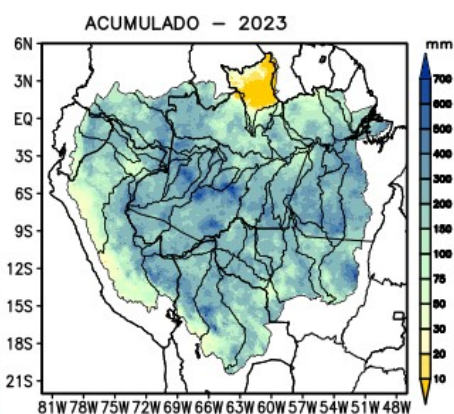 ACUMULADO – 2023
mm
6N
3N
EQ
3S
6S
9S
12S
15S
18S
21S
700
600
500
400
300
200
150
100
75
50
30
20
10
81W 78W 75W 72W 69W 66W 63W 60W 57W 54W 51W 48W